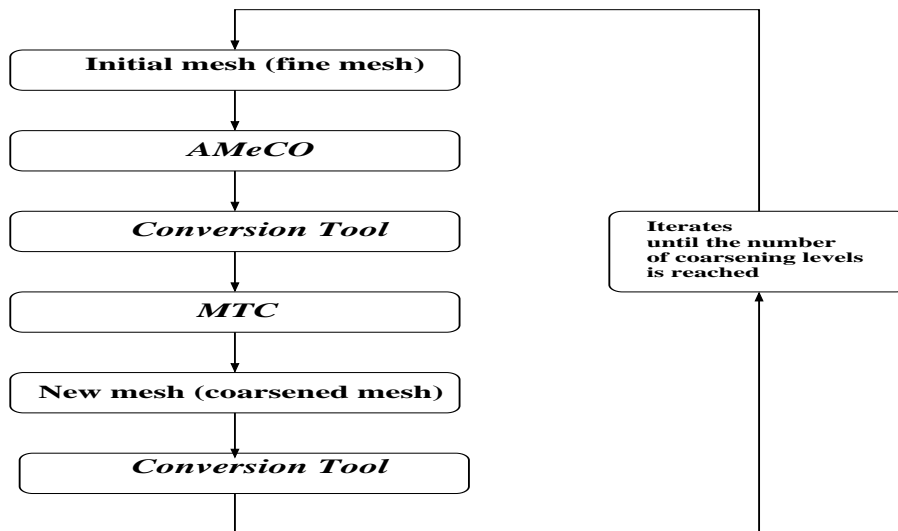 Initial mesh (fine mesh)
AMeCO
Conversion Tool
MTC
New mesh (coarsened mesh)
Conversion Tool
Iterates
until the number
of coarsening levels
is reached